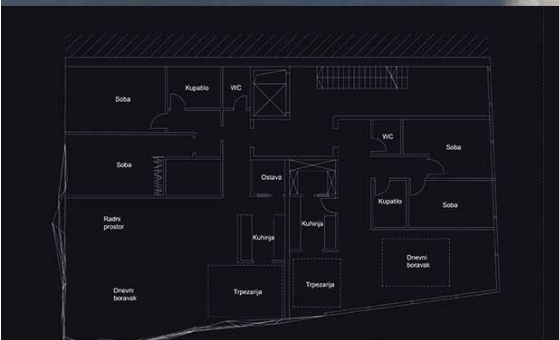 Soba
Kupatilo
WC
WC
Soba
Soba
Ostava
Kupatilo
Soba
Radni
prostor
Kuhinja
Kuhinja
Dnevni
boravak
Dnevni
boravak
Trpezarija
Trpezarija